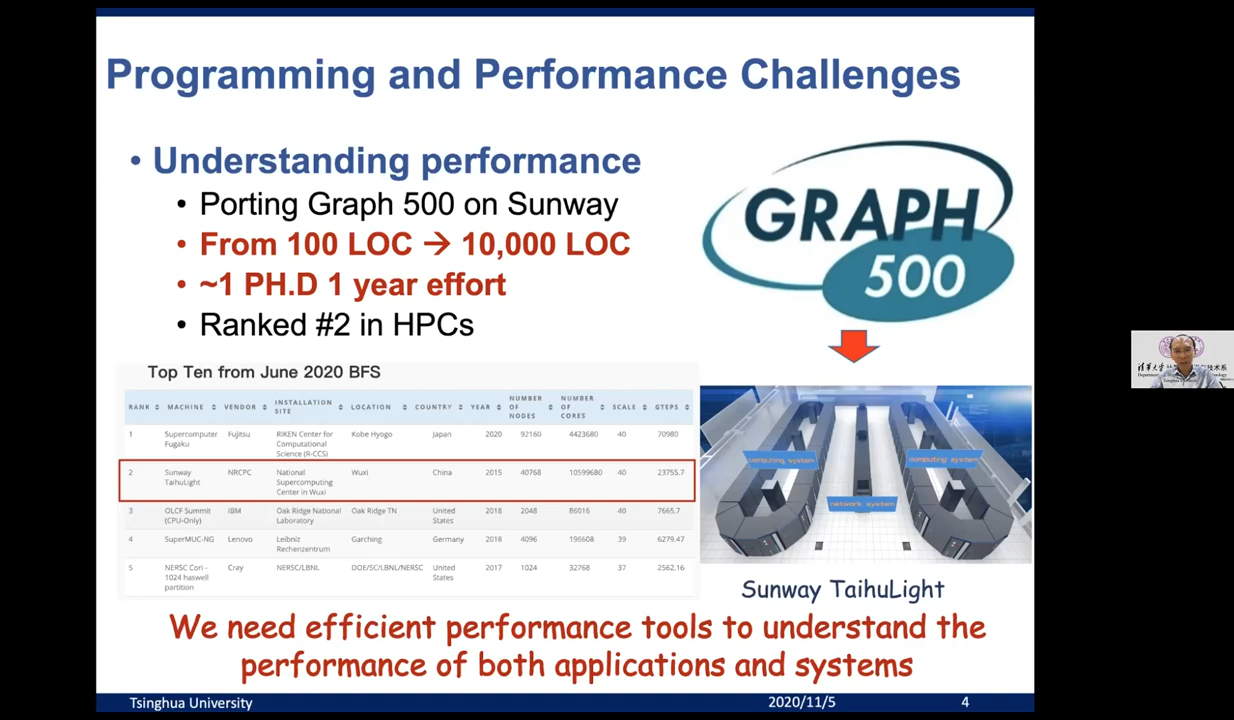 Programming and Performance Challenges
• Understanding performance
• Porting Graph 500 on Sunway
• From 100 LOC → 10,000 LOC
• ~1 PH.D 1 year effort
• Ranked #2 in HPCs
GRAPH
500
Top Ten from June 2020 BFS
RANK MACHINE VENDOR INSTALLATION SITE LOCATION COUNTRY YEAR NUMBER OF NODES NUMBER OF CORES SCALE GTEPS
1 Supercomputer Fugaku Fujitsu RIKEN Center for Computational Science (R-CCS) Kobe Hyogo Japan 2020 92160 4423680 40 70980
2 Sunway TaihuLight NRCPC National Supercomputing Center in Wuxi Wuxi China 2015 40768 10599680 40 23755.7
3 OLCF Summit (CPU-Only) IBM Oak Ridge National Laboratory Oak Ridge TN United States 2018 2048 86016 40 7665.7
4 SuperMUC-NG Lenovo Leibniz Rechenzentrum Garching Germany 2018 4096 196608 39 6279.47
5 NERSC Cori - 1024 haswell partition Cray NERSC/LBNL DOE/SC/LBNL/NERSC United States 2017 1024 32768 37 2562.16
computing system
computing system
network system
Sunway TaihuLight
We need efficient performance tools to understand the
performance of both applications and systems
Tsinghua University
2020/11/5
4
清华大学